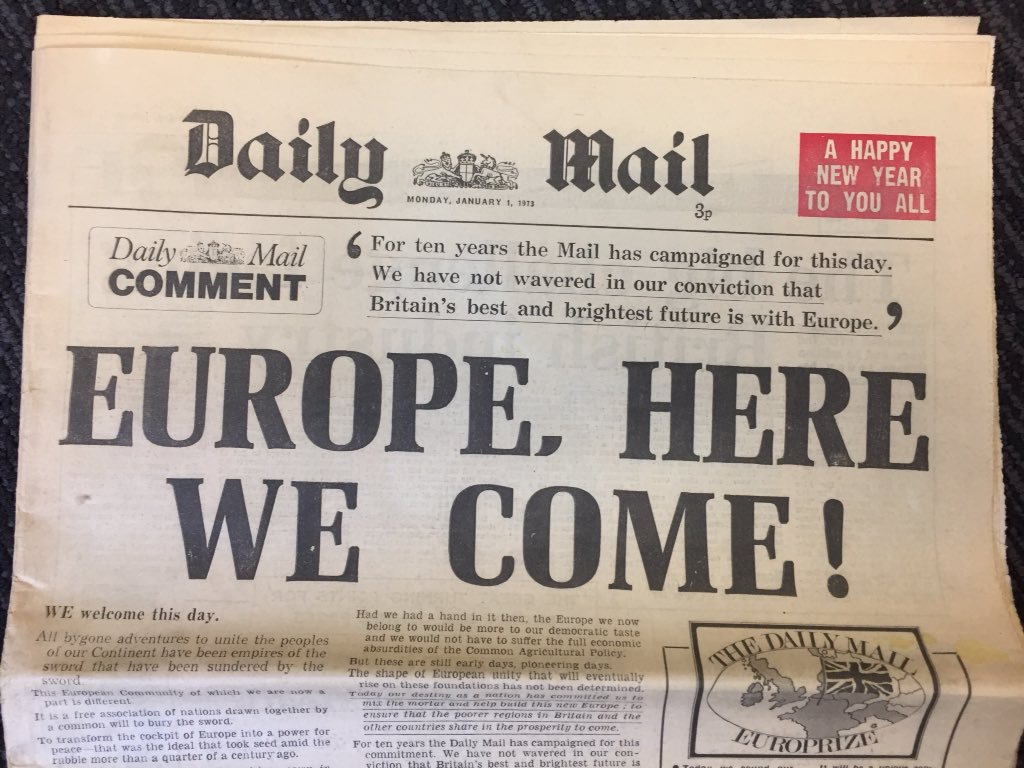 Daily Mail
MONDAY, JANUARY 1, 1973
3p
A HAPPY
NEW YEAR
TO YOU ALL
Daily Mail
COMMENT
‘ For ten years the Mail has campaigned for this day.
We have not wavered in our conviction that
Britain's best and brightest future is with Europe. ’
EUROPE, HERE
WE COME!
WE welcome this day.
All bygone adventures to unite the peoples
of our Continent have been empires of the
sword that have been sundered by the
sword.
This European Community of which we are now a
part is different.
It is a free association of nations drawn together by
a common will to bury the sword.
To transform the cockpit of Europe into a power for
peace—that was the ideal that took seed amid the
rubble more than a quarter of a century ago.
Had we had a hand in it then, the Europe we now
belong to would be more to our democratic taste
and we would not have to suffer the full economic
absurdities of the Common Agricultural Policy.
But these are still early days, pioneering days.
The shape of European unity that will eventually
rise on these foundations has not been determined.
Today our destiny as a nation has committed us to
mix the mortar and help build this new Europe ; to
ensure that the poorer regions in Britain and the
other countries share in the prosperity to come.
For ten years the Daily Mail has campaigned for this
commitment. We have not wavered in our con-
viction that Britain's best and brightest future is
THE DAILY MAIL
EUROPRIZE